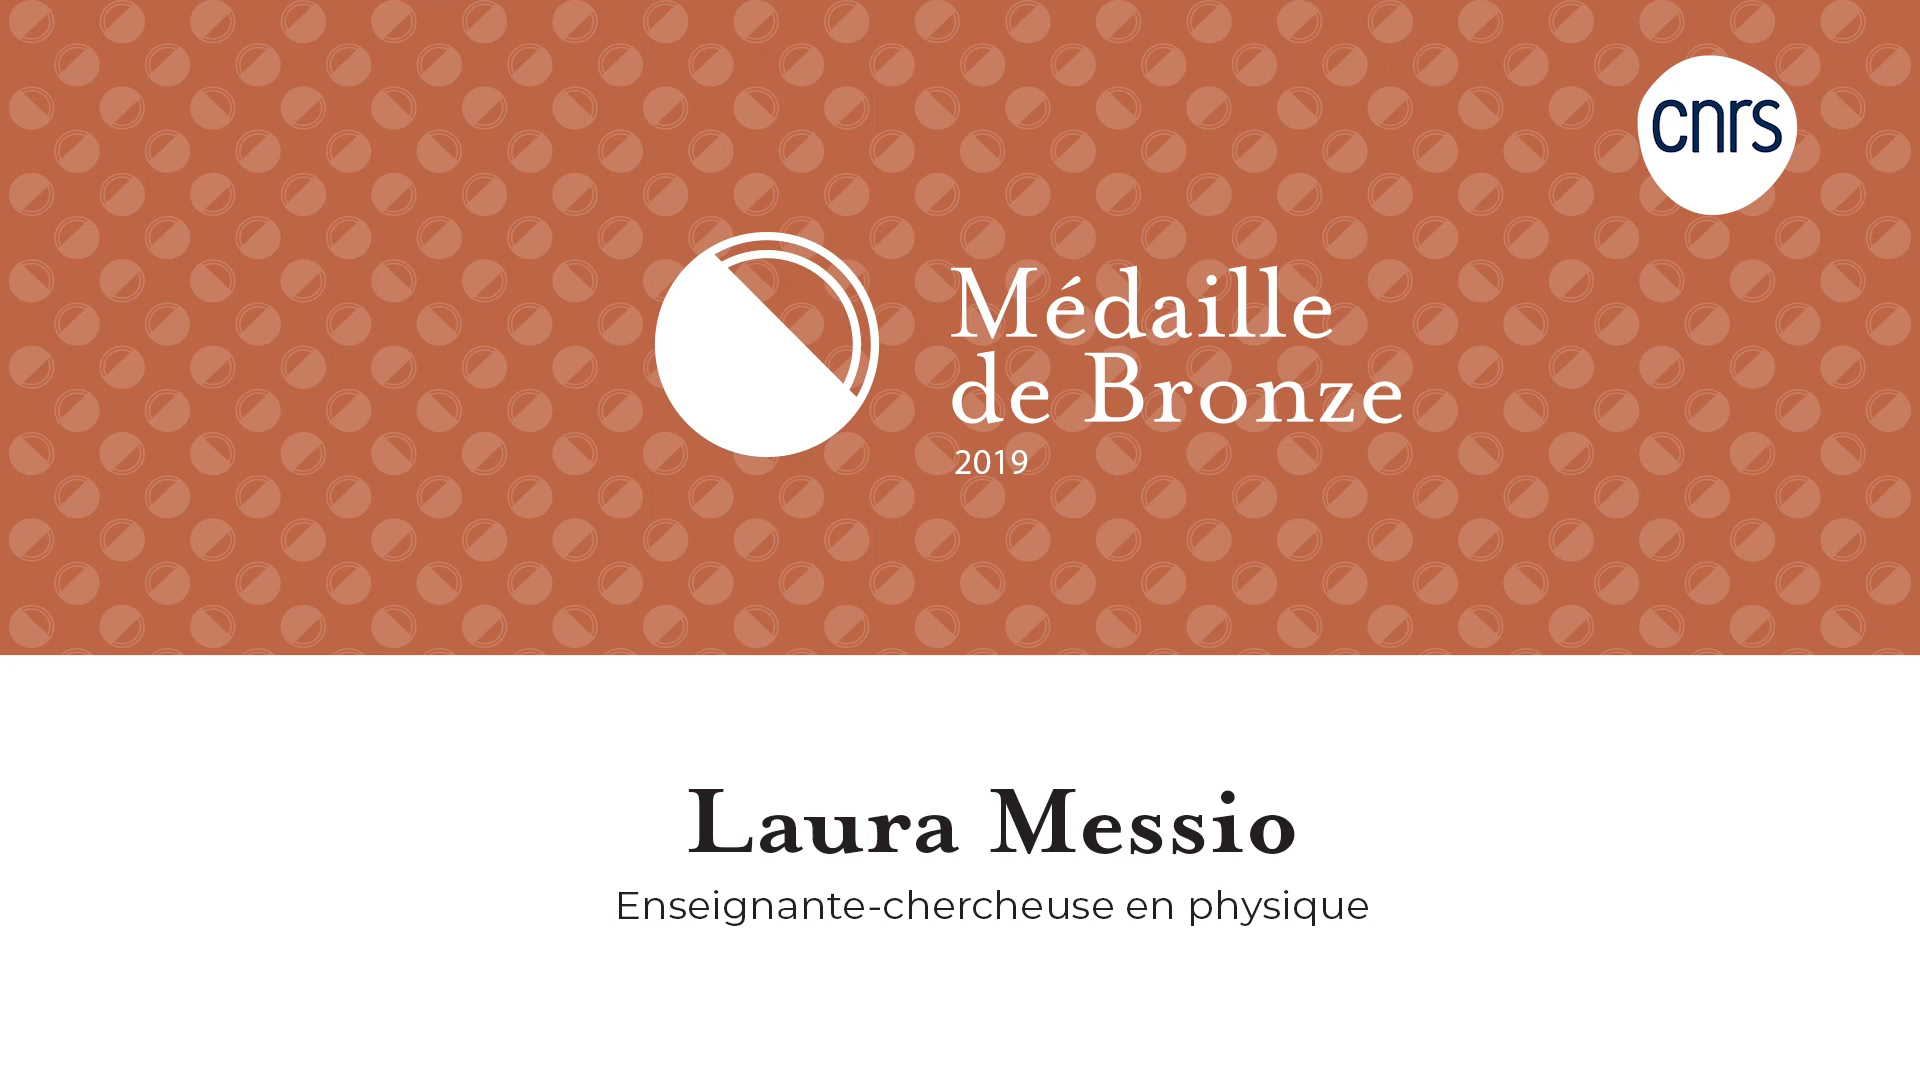 cnrs
Médaille
de Bronze
2019
Laura Messio
Enseignante-chercheuse en physique